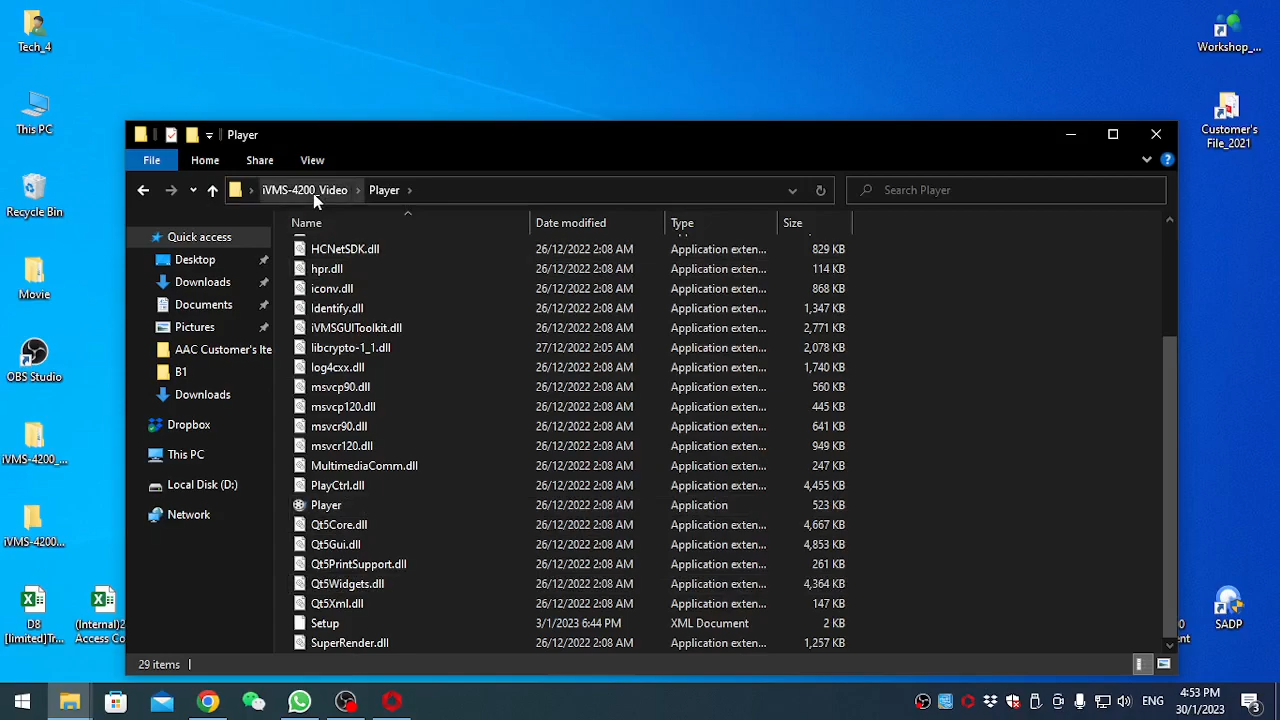 Tech_4
This PC
Recycle Bin
Movie
OBS Studio
iVMS-4200_...
iVMS-4200...
D8
[limited]Tr...
(Internal)2
Access Co
Workshop_...
Customer's
File_2021
SADP
Player
File
Home
Share
View
iVMS-4200_Video
Player
Search Player
Name
Date modified
Type
Size
Quick access
Desktop
Downloads
Documents
Pictures
AAC Customer's Ite
B1
Downloads
Dropbox
This PC
Local Disk (D:)
Network
HCNetSDK.dll 26/12/2022 2:08 AM Application exten... 829 KB
hpr.dll 26/12/2022 2:08 AM Application exten... 114 KB
iconv.dll 26/12/2022 2:08 AM Application exten... 868 KB
Identify.dll 26/12/2022 2:08 AM Application exten... 1,347 KB
iVMSGUIToolkit.dll 26/12/2022 2:08 AM Application exten... 2,771 KB
libcrypto-1_1.dll 27/12/2022 2:05 AM Application exten... 2,078 KB
log4cxx.dll 26/12/2022 2:08 AM Application exten... 1,740 KB
msvcp90.dll 26/12/2022 2:08 AM Application exten... 560 KB
msvcp120.dll 26/12/2022 2:08 AM Application exten... 445 KB
msvcr90.dll 26/12/2022 2:08 AM Application exten... 641 KB
msvcr120.dll 26/12/2022 2:08 AM Application exten... 949 KB
MultimediaComm.dll 26/12/2022 2:08 AM Application exten... 247 KB
PlayCtrl.dll 26/12/2022 2:08 AM Application exten... 4,455 KB
Player 26/12/2022 2:08 AM Application 523 KB
Qt5Core.dll 26/12/2022 2:08 AM Application exten... 4,667 KB
Qt5Gui.dll 26/12/2022 2:08 AM Application exten... 4,853 KB
Qt5PrintSupport.dll 26/12/2022 2:08 AM Application exten... 261 KB
Qt5Widgets.dll 26/12/2022 2:08 AM Application exten... 4,364 KB
Qt5Xml.dll 26/12/2022 2:08 AM Application exten... 147 KB
Setup 3/1/2023 6:44 PM XML Document 2 KB
SuperRender.dll 26/12/2022 2:08 AM Application exten... 1,257 KB
29 items
ENG
4:53 PM
30/1/2023
3